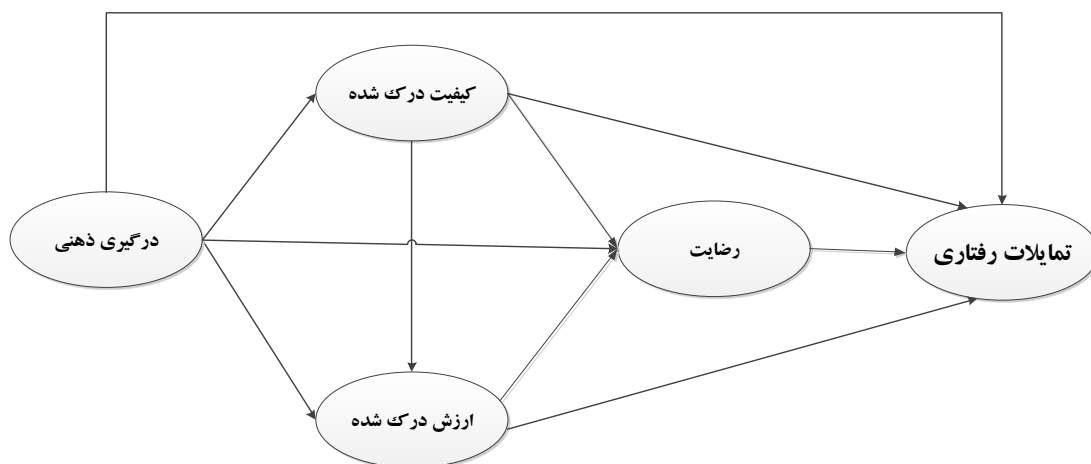 کیفیت درک شده
درگیری ذهنی
رضایت
تمایلات رفتاری
ارزش درک شده